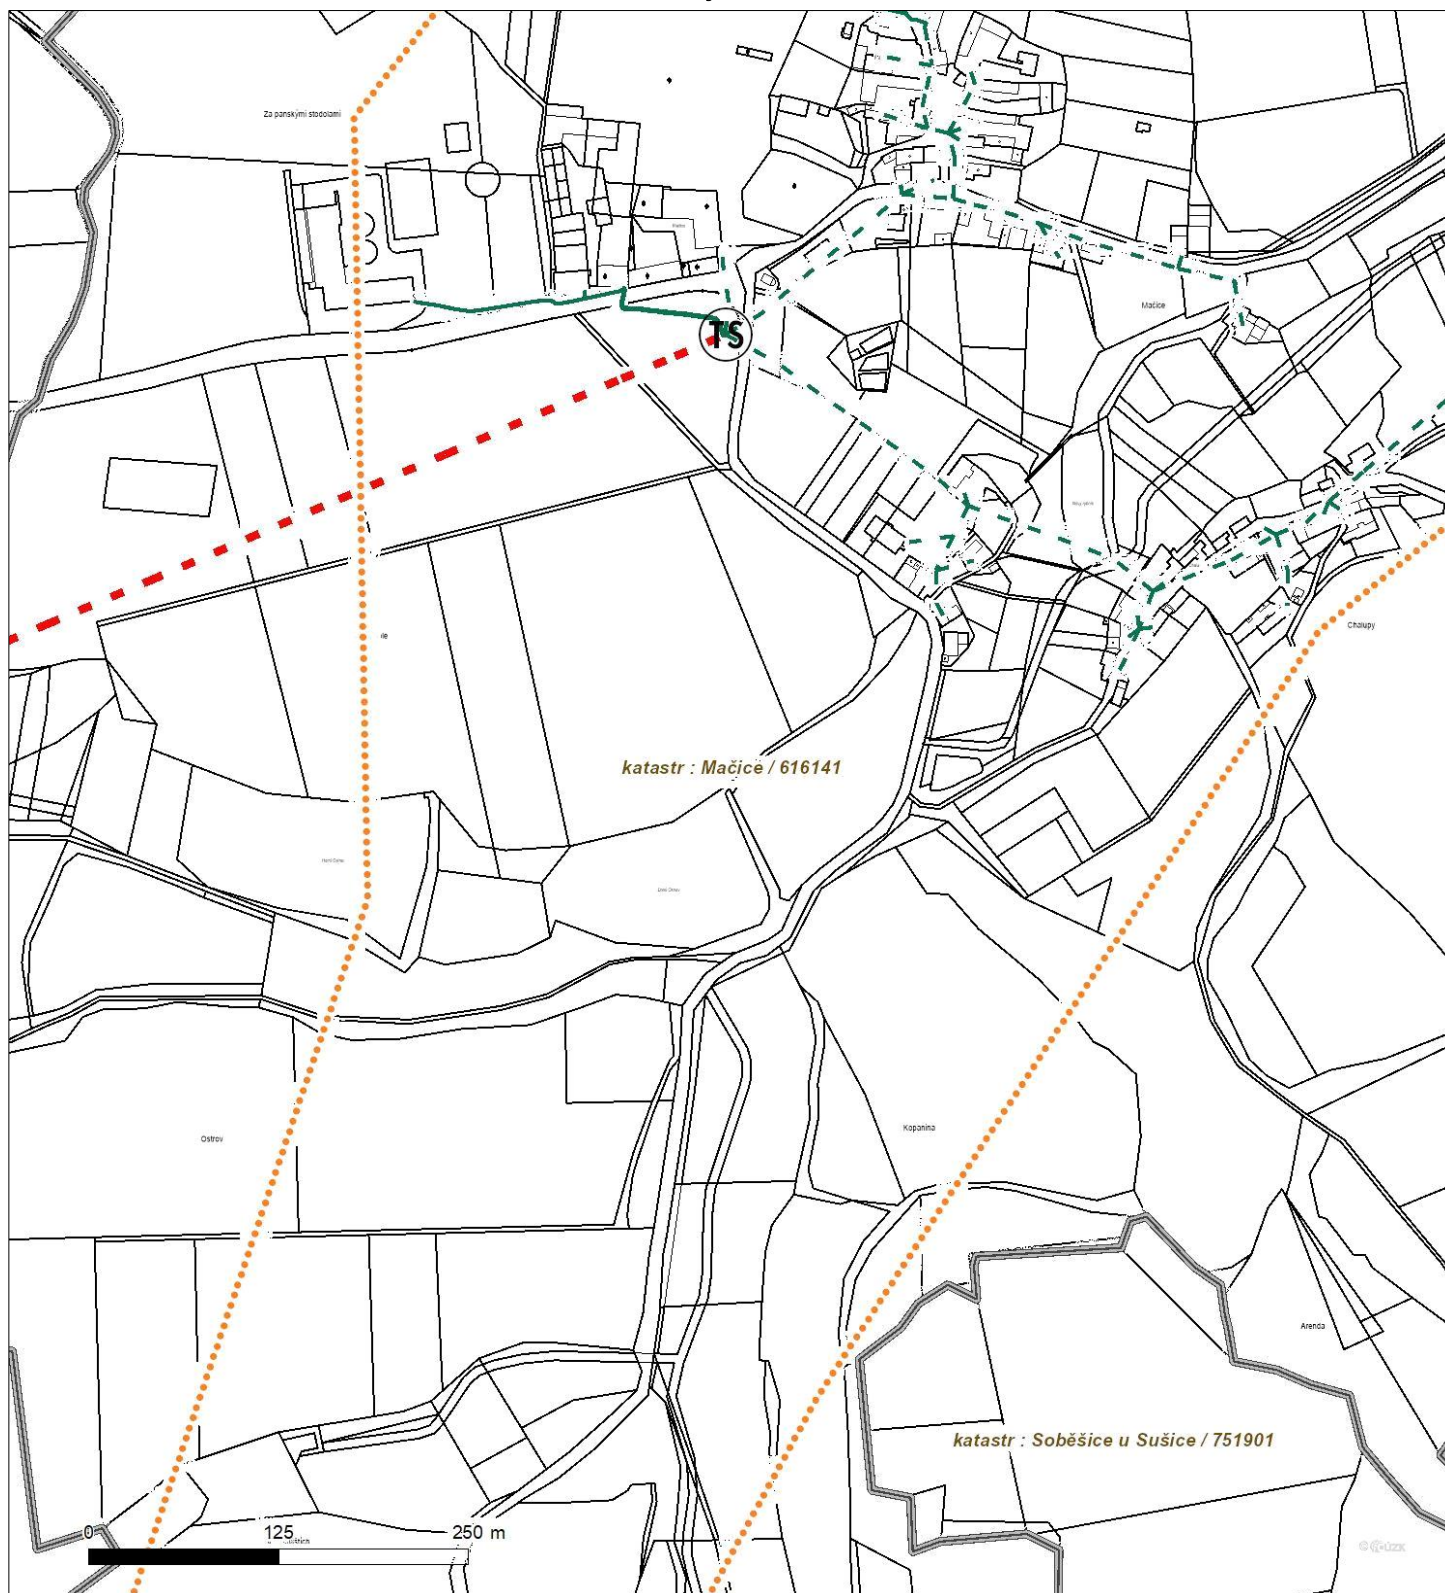 Za panskými stodolami
Mačice
TS
Chalupy
katastr : Mačice / 616141
Ostrov
Kopanina
Arenda
katastr : Soběšice u Sušice / 751901
0 125 250 m